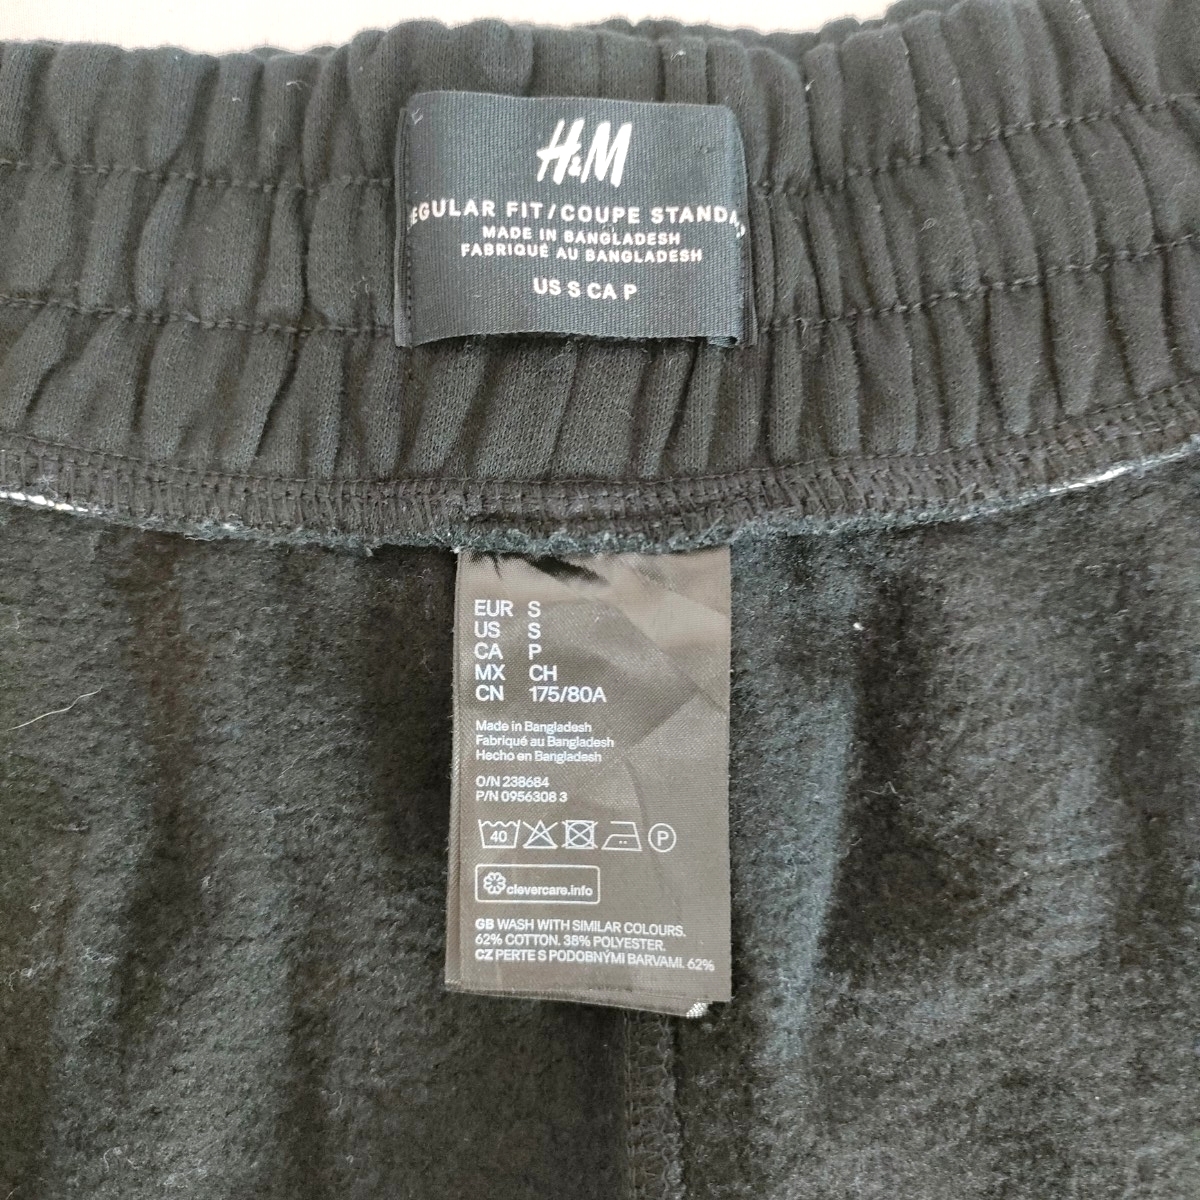 H&M
EGULAR FIT/COUPE STANDA
MADE IN BANGLADESH
FABRIQUÉ AU BANGLADESH
US S CA P
EUR S
US S
CA P
MX CH
CN 175/80A
Made in Bangladesh
Fabriqué au Bangladesh
Hecho en Bangladesh
O/N 238684
P/N 0956308 3
40 P
clevercare.info
GB WASH WITH SIMILAR COLOURS.
62% COTTON. 38% POLYESTER.
CZ PERTE S PODOBNÝMI BARVAMI. 62%